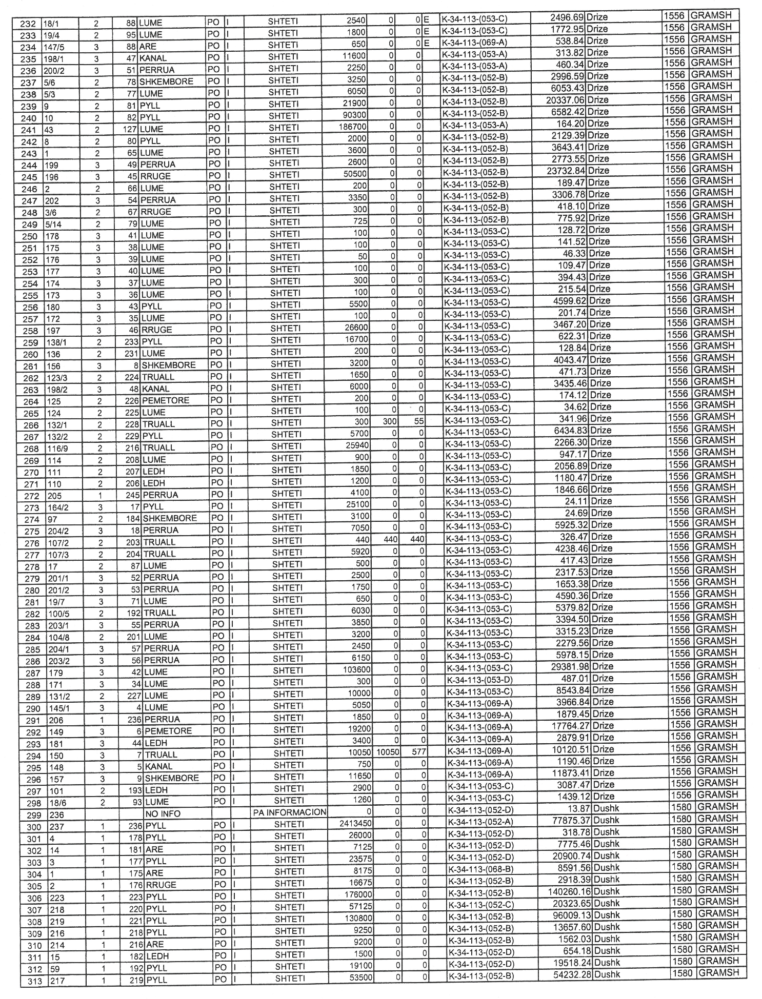 232 18/1 2 88 LUME PO I SHTETI 2540 0 0 E K-34-113-(053-C) 2496.69 Drize 1556 GRAMSH
233 19/4 2 95 LUME PO I SHTETI 1800 0 0 E K-34-113-(053-C) 1772.95 Drize 1556 GRAMSH
234 147/5 3 88 ARE PO I SHTETI 650 0 0 E K-34-113-(069-A) 538.84 Drize 1556 GRAMSH
235 198/1 3 47 KANAL PO I SHTETI 11600 0 0 K-34-113-(053-A) 313.82 Drize 1556 GRAMSH
236 200/2 3 51 PERRUA PO I SHTETI 2250 0 0 K-34-113-(053-A) 460.34 Drize 1556 GRAMSH
237 5/6 2 78 SHKEMBORE PO I SHTETI 3250 0 0 K-34-113-(052-B) 2996.59 Drize 1556 GRAMSH
238 5/3 2 77 LUME PO I SHTETI 6050 0 0 K-34-113-(052-B) 6053.43 Drize 1556 GRAMSH
239 9 2 81 PYLL PO I SHTETI 21900 0 0 K-34-113-(052-B) 20337.06 Drize 1556 GRAMSH
240 10 2 82 PYLL PO I SHTETI 90300 0 0 K-34-113-(052-B) 6582.42 Drize 1556 GRAMSH
241 43 2 127 LUME PO I SHTETI 186700 0 0 K-34-113-(053-A) 164.20 Drize 1556 GRAMSH
242 8 2 80 PYLL PO I SHTETI 2000 0 0 K-34-113-(052-B) 2129.39 Drize 1556 GRAMSH
243 1 2 65 LUME PO I SHTETI 3600 0 0 K-34-113-(052-B) 3643.41 Drize 1556 GRAMSH
244 199 3 49 PERRUA PO I SHTETI 2600 0 0 K-34-113-(052-B) 2773.55 Drize 1556 GRAMSH
245 196 3 45 RRUGE PO I SHTETI 50500 0 0 K-34-113-(052-B) 23732.84 Drize 1556 GRAMSH
246 2 2 66 LUME PO I SHTETI 200 0 0 K-34-113-(052-B) 189.47 Drize 1556 GRAMSH
247 202 3 54 PERRUA PO I SHTETI 3350 0 0 K-34-113-(052-B) 3306.78 Drize 1556 GRAMSH
248 3/6 2 67 RRUGE PO I SHTETI 300 0 0 K-34-113-(052-B) 418.10 Drize 1556 GRAMSH
249 5/14 2 79 LUME PO I SHTETI 725 0 0 K-34-113-(052-B) 775.92 Drize 1556 GRAMSH
250 178 3 41 LUME PO I SHTETI 100 0 0 K-34-113-(053-C) 128.72 Drize 1556 GRAMSH
251 175 3 38 LUME PO I SHTETI 100 0 0 K-34-113-(053-C) 141.52 Drize 1556 GRAMSH
252 176 3 39 LUME PO I SHTETI 50 0 0 K-34-113-(053-C) 46.33 Drize 1556 GRAMSH
253 177 3 40 LUME PO I SHTETI 100 0 0 K-34-113-(053-C) 109.47 Drize 1556 GRAMSH
254 174 3 37 LUME PO I SHTETI 300 0 0 K-34-113-(053-C) 394.43 Drize 1556 GRAMSH
255 173 3 36 LUME PO I SHTETI 100 0 0 K-34-113-(053-C) 215.54 Drize 1556 GRAMSH
256 180 3 43 PYLL PO I SHTETI 5500 0 0 K-34-113-(053-C) 4599.62 Drize 1556 GRAMSH
257 172 3 35 LUME PO I SHTETI 100 0 0 K-34-113-(053-C) 201.74 Drize 1556 GRAMSH
258 197 3 46 RRUGE PO I SHTETI 26600 0 0 K-34-113-(053-C) 3467.20 Drize 1556 GRAMSH
259 138/1 2 233 PYLL PO I SHTETI 16700 0 0 K-34-113-(053-C) 622.31 Drize 1556 GRAMSH
260 136 2 231 LUME PO I SHTETI 200 0 0 K-34-113-(053-C) 128.84 Drize 1556 GRAMSH
261 156 3 8 SHKEMBORE PO I SHTETI 3200 0 0 K-34-113-(053-C) 4043.47 Drize 1556 GRAMSH
262 123/3 2 224 TRUALL PO I SHTETI 1650 0 0 K-34-113-(053-C) 471.73 Drize 1556 GRAMSH
263 198/2 3 48 KANAL PO I SHTETI 6000 0 0 K-34-113-(053-C) 3435.46 Drize 1556 GRAMSH
264 125 2 226 PEMETORE PO I SHTETI 200 0 0 K-34-113-(053-C) 174.12 Drize 1556 GRAMSH
265 124 2 225 LUME PO I SHTETI 100 0 0 K-34-113-(053-C) 34.62 Drize 1556 GRAMSH
266 132/1 2 228 TRUALL PO I SHTETI 300 300 55 K-34-113-(053-C) 341.96 Drize 1556 GRAMSH
267 132/2 2 229 PYLL PO I SHTETI 5700 0 0 K-34-113-(053-C) 6434.83 Drize 1556 GRAMSH
268 116/9 2 216 TRUALL PO I SHTETI 25940 0 0 K-34-113-(053-C) 2266.30 Drize 1556 GRAMSH
269 114 2 208 LUME PO I SHTETI 900 0 0 K-34-113-(053-C) 947.17 Drize 1556 GRAMSH
270 111 2 207 LEDH PO I SHTETI 1850 0 0 K-34-113-(053-C) 2056.89 Drize 1556 GRAMSH
271 110 2 206 LEDH PO I SHTETI 1200 0 0 K-34-113-(053-C) 1180.47 Drize 1556 GRAMSH
272 205 1 245 PERRUA PO I SHTETI 4100 0 0 K-34-113-(053-C) 1846.66 Drize 1556 GRAMSH
273 164/2 3 17 PYLL PO I SHTETI 25100 0 0 K-34-113-(053-C) 24.11 Drize 1556 GRAMSH
274 97 2 184 SHKEMBORE PO I SHTETI 3100 0 0 K-34-113-(053-C) 24.69 Drize 1556 GRAMSH
275 204/2 3 18 PERRUA PO I SHTETI 7050 0 0 K-34-113-(053-C) 5925.32 Drize 1556 GRAMSH
276 107/2 2 203 TRUALL PO I SHTETI 440 440 440 K-34-113-(053-C) 326.47 Drize 1556 GRAMSH
277 107/3 2 204 TRUALL PO I SHTETI 5920 0 0 K-34-113-(053-C) 4238.46 Drize 1556 GRAMSH
278 17 2 87 LUME PO I SHTETI 500 0 0 K-34-113-(053-C) 417.43 Drize 1556 GRAMSH
279 201/1 3 52 PERRUA PO I SHTETI 2500 0 0 K-34-113-(053-C) 2317.53 Drize 1556 GRAMSH
280 201/2 3 53 PERRUA PO I SHTETI 1750 0 0 K-34-113-(053-C) 1653.38 Drize 1556 GRAMSH
281 19/7 3 71 LUME PO I SHTETI 650 0 0 K-34-113-(053-C) 4590.36 Drize 1556 GRAMSH
282 100/5 2 192 TRUALL PO I SHTETI 6030 0 0 K-34-113-(053-C) 5379.82 Drize 1556 GRAMSH
283 203/1 3 55 PERRUA PO I SHTETI 3850 0 0 K-34-113-(053-C) 3394.50 Drize 1556 GRAMSH
284 104/8 2 201 LUME PO I SHTETI 3200 0 0 K-34-113-(053-C) 3315.23 Drize 1556 GRAMSH
285 204/1 3 57 PERRUA PO I SHTETI 2450 0 0 K-34-113-(053-C) 2279.56 Drize 1556 GRAMSH
286 203/2 3 56 PERRUA PO I SHTETI 6150 0 0 K-34-113-(053-C) 5978.15 Drize 1556 GRAMSH
287 179 3 42 LUME PO I SHTETI 103600 0 0 K-34-113-(053-C) 29381.98 Drize 1556 GRAMSH
288 171 3 34 LUME PO I SHTETI 300 0 0 K-34-113-(053-D) 487.01 Drize 1556 GRAMSH
289 131/2 2 227 LUME PO I SHTETI 10000 0 0 K-34-113-(053-C) 8543.84 Drize 1556 GRAMSH
290 145/1 3 4 LUME PO I SHTETI 5050 0 0 K-34-113-(069-A) 3966.84 Drize 1556 GRAMSH
291 206 1 236 PERRUA PO I SHTETI 1850 0 0 K-34-113-(069-A) 1879.45 Drize 1556 GRAMSH
292 149 3 6 PEMETORE PO I SHTETI 19200 0 0 K-34-113-(069-A) 17764.27 Drize 1556 GRAMSH
293 181 3 44 LEDH PO I SHTETI 3400 0 0 K-34-113-(069-A) 2879.91 Drize 1556 GRAMSH
294 150 3 7 TRUALL PO I SHTETI 10050 10050 577 K-34-113-(069-A) 10120.51 Drize 1556 GRAMSH
295 148 3 5 KANAL PO I SHTETI 750 0 0 K-34-113-(069-A) 1190.46 Drize 1556 GRAMSH
296 157 3 9 SHKEMBORE PO I SHTETI 11650 0 0 K-34-113-(069-A) 11873.41 Drize 1556 GRAMSH
297 101 2 193 LEDH PO I SHTETI 2900 0 0 K-34-113-(053-C) 3087.47 Drize 1556 GRAMSH
298 18/6 2 93 LUME PO I SHTETI 1260 0 0 K-34-113-(053-C) 1439.12 Drize 1556 GRAMSH
299 236 NO INFO PA INFORMACION 0 0 0 K-34-113-(052-D) 13.87 Dushk 1580 GRAMSH
300 237 1 236 PYLL PO I SHTETI 2413450 0 0 K-34-113-(052-A) 77875.37 Dushk 1580 GRAMSH
301 4 1 178 PYLL PO I SHTETI 26000 0 0 K-34-113-(052-D) 318.78 Dushk 1580 GRAMSH
302 14 1 181 ARE PO I SHTETI 7125 0 0 K-34-113-(052-D) 7775.46 Dushk 1580 GRAMSH
303 3 1 177 PYLL PO I SHTETI 23575 0 0 K-34-113-(052-D) 20900.74 Dushk 1580 GRAMSH
304 1 1 175 ARE PO I SHTETI 8175 0 0 K-34-113-(068-B) 8591.56 Dushk 1580 GRAMSH
305 2 1 176 RRUGE PO I SHTETI 16675 0 0 K-34-113-(052-B) 2918.39 Dushk 1580 GRAMSH
306 223 1 223 PYLL PO I SHTETI 176000 0 0 K-34-113-(052-B) 140260.16 Dushk 1580 GRAMSH
307 218 1 220 PYLL PO I SHTETI 57125 0 0 K-34-113-(052-C) 20323.65 Dushk 1580 GRAMSH
308 219 1 221 PYLL PO I SHTETI 130800 0 0 K-34-113-(052-B) 96009.13 Dushk 1580 GRAMSH
309 216 1 218 PYLL PO I SHTETI 9250 0 0 K-34-113-(052-B) 13657.60 Dushk 1580 GRAMSH
310 214 1 216 ARE PO I SHTETI 9200 0 0 K-34-113-(052-B) 1562.03 Dushk 1580 GRAMSH
311 15 1 182 LEDH PO I SHTETI 1500 0 0 K-34-113-(052-D) 654.18 Dushk 1580 GRAMSH
312 59 1 192 PYLL PO I SHTETI 19100 0 0 K-34-113-(052-D) 19518.24 Dushk 1580 GRAMSH
313 217 1 219 PYLL PO I SHTETI 53500 0 0 K-34-113-(052-B) 54232.28 Dushk 1580 GRAMSH